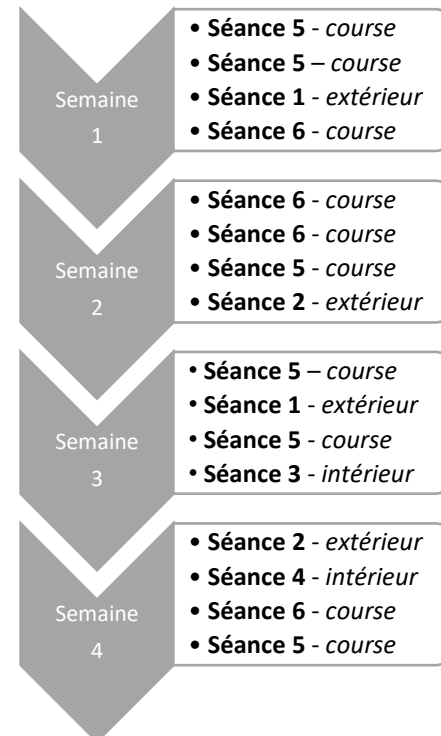 Semaine
1
• Séance 5 - course
• Séance 5 – course
• Séance 1 - extérieur
• Séance 6 - course
Semaine
2
• Séance 6 - course
• Séance 6 - course
• Séance 5 - course
• Séance 2 - extérieur
Semaine
3
• Séance 5 – course
• Séance 1 - extérieur
• Séance 5 - course
• Séance 3 - intérieur
Semaine
4
• Séance 2 - extérieur
• Séance 4 - intérieur
• Séance 6 - course
• Séance 5 - course